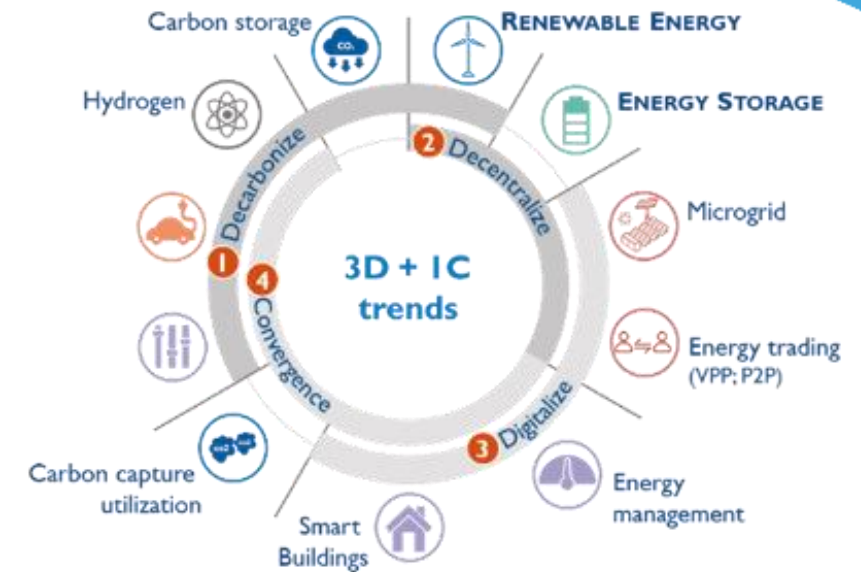 Carbon storage
RENEWABLE ENERGY
CO₂
Hydrogen
ENERGY STORAGE
1 Decarbonize
2 Decentralize
Microgrid
3D + 1C
trends
4 Convergence
Energy trading
(VPP; P2P)
3 Digitalize
Carbon capture
utilization
Energy
management
Smart
Buildings